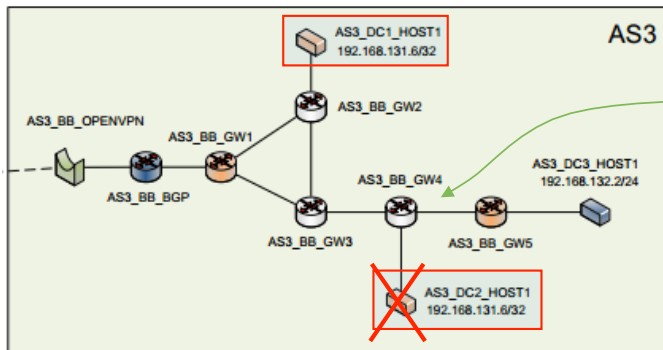 AS3_DC1_HOST1
192.168.131.6/32
AS3
AS3_BB_GW2
AS3_BB_OPENVPN
AS3_BB_GW1
AS3_BB_BGP
AS3_BB_GW4
AS3_DC3_HOST1
192.168.132.2/24
AS3_BB_GW3
AS3_BB_GW5
AS3_DC2_HOST1
192.168.131.6/32